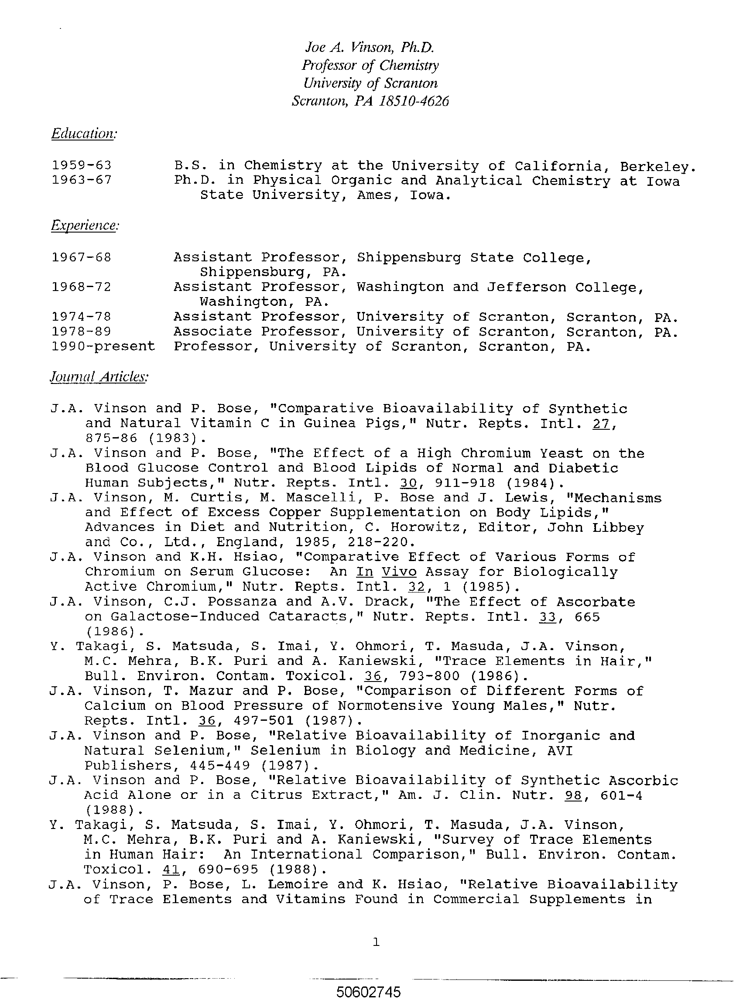 Joe A. Vinson, Ph.D.
Professor of Chemistry
University of Scranton
Scranton, PA 18510-4626
Education:
1959-63 B.S. in Chemistry at the University of California, Berkeley.
1963-67 Ph.D. in Physical Organic and Analytical Chemistry at Iowa
State University, Ames, Iowa.
Experience:
1967-68 Assistant Professor, Shippensburg State College,
Shippensburg, PA.
1968-72 Assistant Professor, Washington and Jefferson College,
Washington, PA.
1974-78 Assistant Professor, University of Scranton, Scranton, PA.
1978-89 Associate Professor, University of Scranton, Scranton, PA.
1990-present Professor, University of Scranton, Scranton, PA.
Journal Articles:
J.A. Vinson and P. Bose, "Comparative Bioavailability of Synthetic
and Natural Vitamin C in Guinea Pigs," Nutr. Repts. Intl. 27,
875-86 (1983).
J.A. Vinson and P. Bose, "The Effect of a High Chromium Yeast on the
Blood Glucose Control and Blood Lipids of Normal and Diabetic
Human Subjects," Nutr. Repts. Intl. 30, 911-918 (1984).
J.A. Vinson, M. Curtis, M. Mascelli, P. Bose and J. Lewis, "Mechanisms
and Effect of Excess Copper Supplementation on Body Lipids,"
Advances in Diet and Nutrition, C. Horowitz, Editor, John Libbey
and Co., Ltd., England, 1985, 218-220.
J.A. Vinson and K.H. Hsiao, "Comparative Effect of Various Forms of
Chromium on Serum Glucose: An In Vivo Assay for Biologically
Active Chromium," Nutr. Repts. Intl. 32, 1 (1985).
J.A. Vinson, C.J. Possanza and A.V. Drack, "The Effect of Ascorbate
on Galactose-Induced Cataracts," Nutr. Repts. Intl. 33, 665
(1986).
Y. Takagi, S. Matsuda, S. Imai, Y. Ohmori, T. Masuda, J.A. Vinson,
M.C. Mehra, B.K. Puri and A. Kaniewski, "Trace Elements in Hair,"
Bull. Environ. Contam. Toxicol. 36, 793-800 (1986).
J.A. Vinson, T. Mazur and P. Bose, "Comparison of Different Forms of
Calcium on Blood Pressure of Normotensive Young Males," Nutr.
Repts. Intl. 36, 497-501 (1987).
J.A. Vinson and P. Bose, "Relative Bioavailability of Inorganic and
Natural Selenium," Selenium in Biology and Medicine, AVI
Publishers, 445-449 (1987).
J.A. Vinson and P. Bose, "Relative Bioavailability of Synthetic Ascorbic
Acid Alone or in a Citrus Extract," Am. J. Clin. Nutr. 98, 601-4
(1988).
Y. Takagi, S. Matsuda, S. Imai, Y. Ohmori, T. Masuda, J.A. Vinson,
M.C. Mehra, B.K. Puri and A. Kaniewski, "Survey of Trace Elements
in Human Hair: An International Comparison," Bull. Environ. Contam.
Toxicol. 41, 690-695 (1988).
J.A. Vinson, P. Bose, L. Lemoire and K. Hsiao, "Relative Bioavailability
of Trace Elements and Vitamins Found in Commercial Supplements in
1
50602745